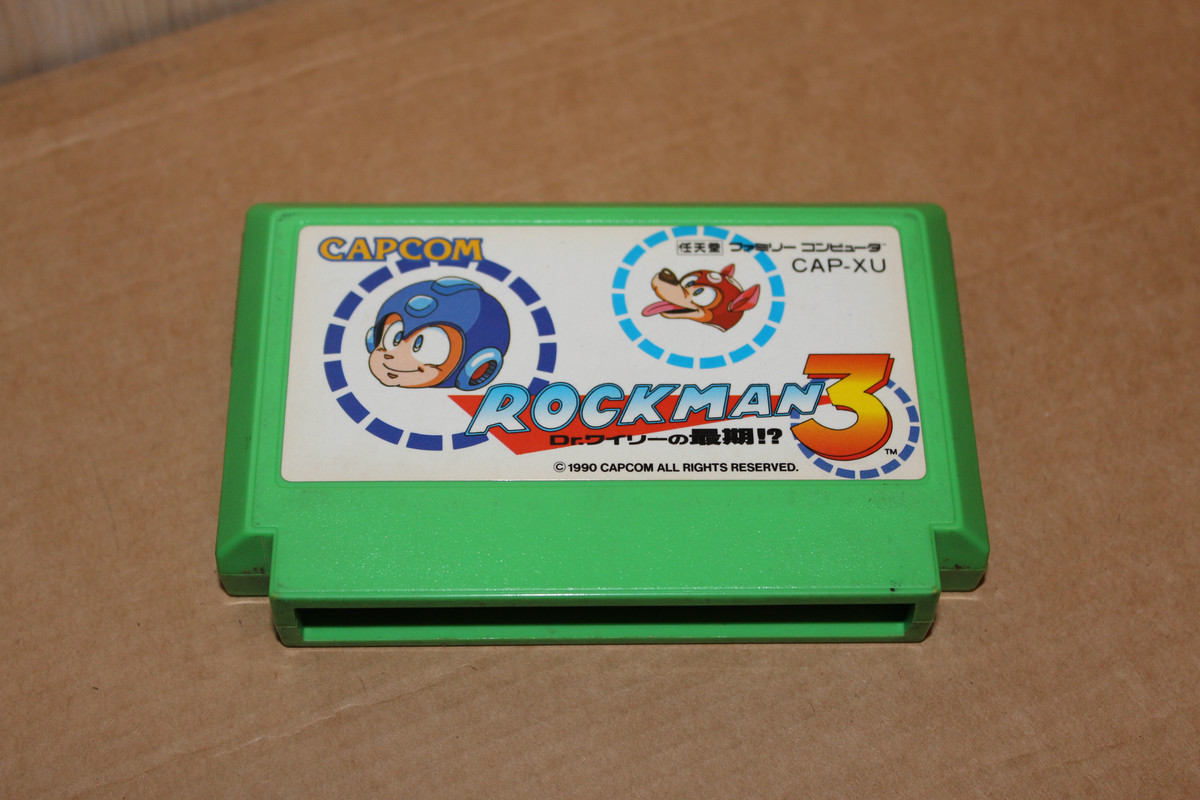 CAPCOM
任天堂 ファミリーコンピュータ
CAP-XU
ROCKMAN 3
Dr.ワイリーの最期!?
TM
© 1990 CAPCOM ALL RIGHTS RESERVED.